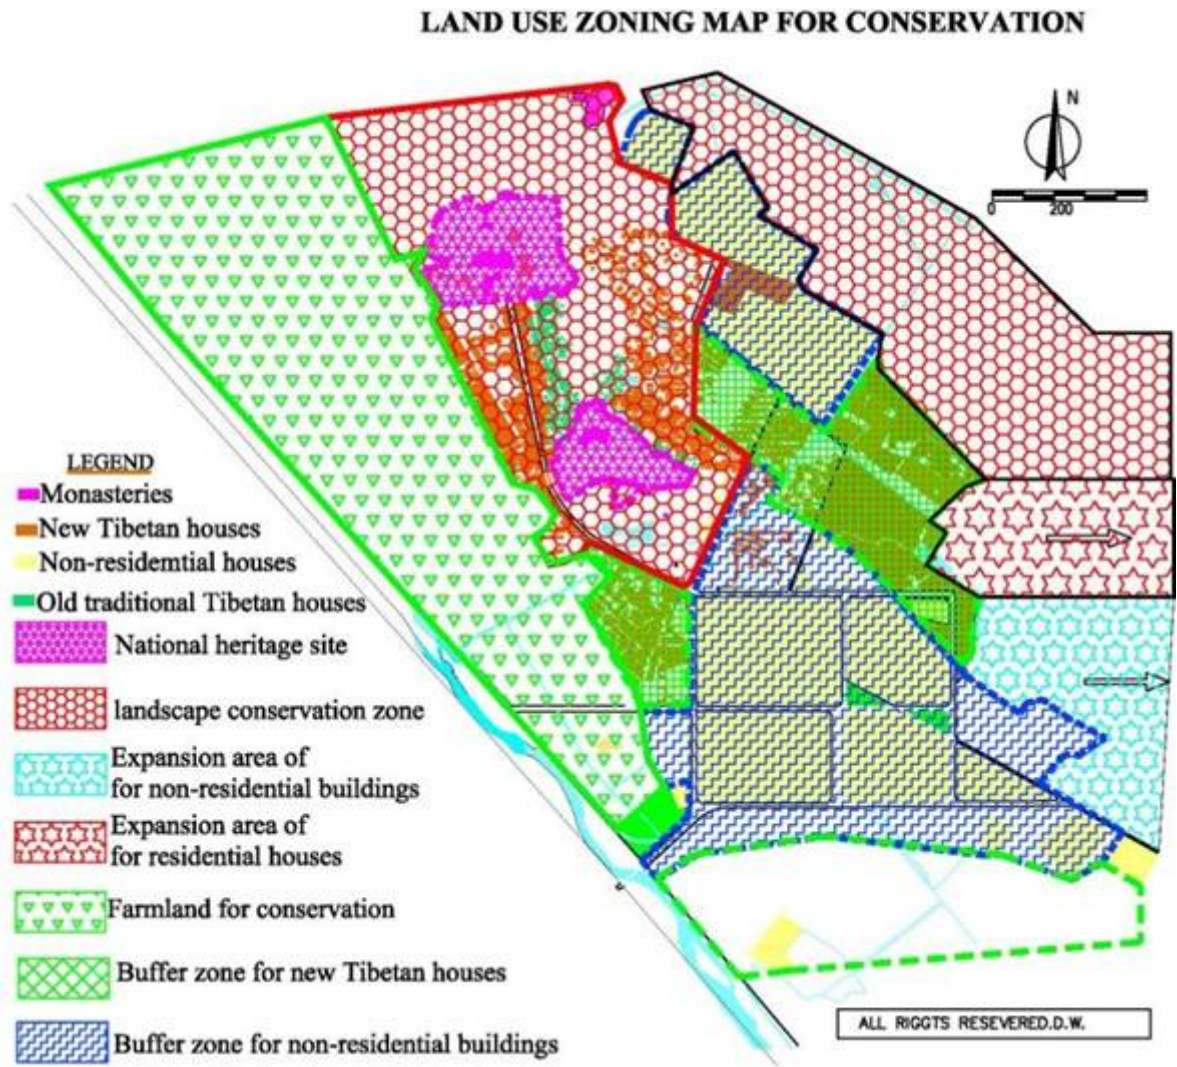 LAND USE ZONING MAP FOR CONSERVATION
N
0 200
LEGEND
Monasteries
New Tibetan houses
Non-residemtial houses
Old traditional Tibetan houses
National heritage site
landscape conservation zone
Expansion area of
for non-residential buildings
Expansion area of
for residential houses
Farmland for conservation
Buffer zone for new Tibetan houses
Buffer zone for non-residential buildings
ALL RIGGTS RESEVERED.D.W.